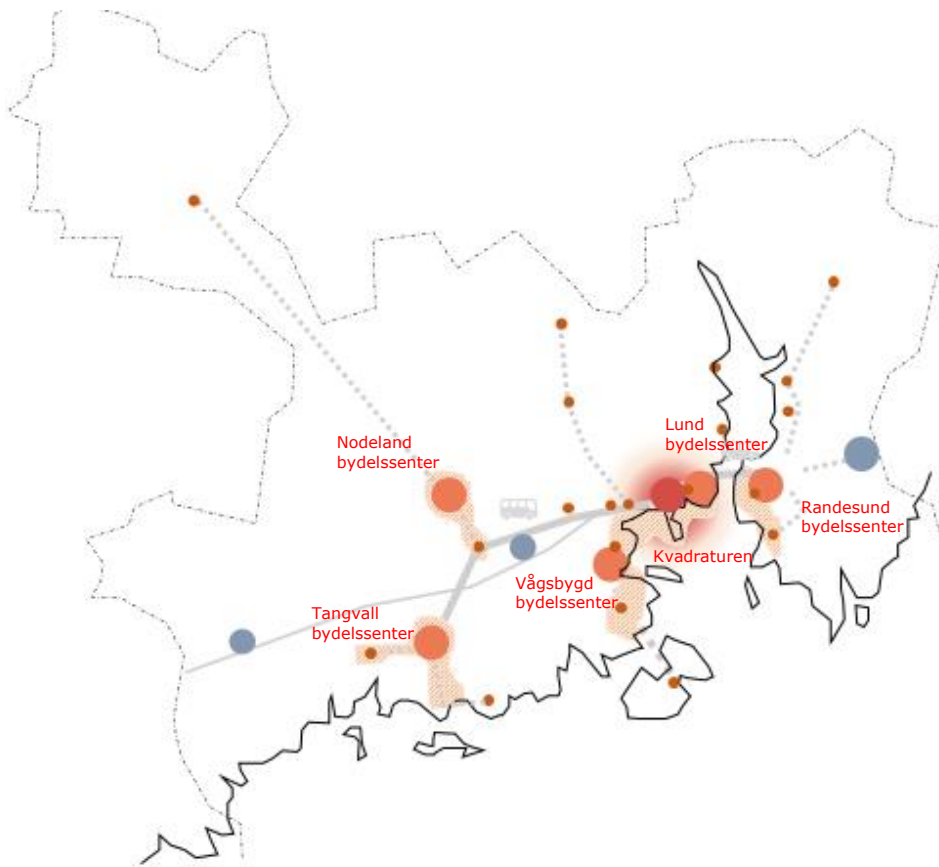 Lund
bydelssenter
Nodeland
bydelssenter
Randesund
bydelssenter
Kvadraturen
Vågsbygd
bydelssenter
Tangvall
bydelssenter